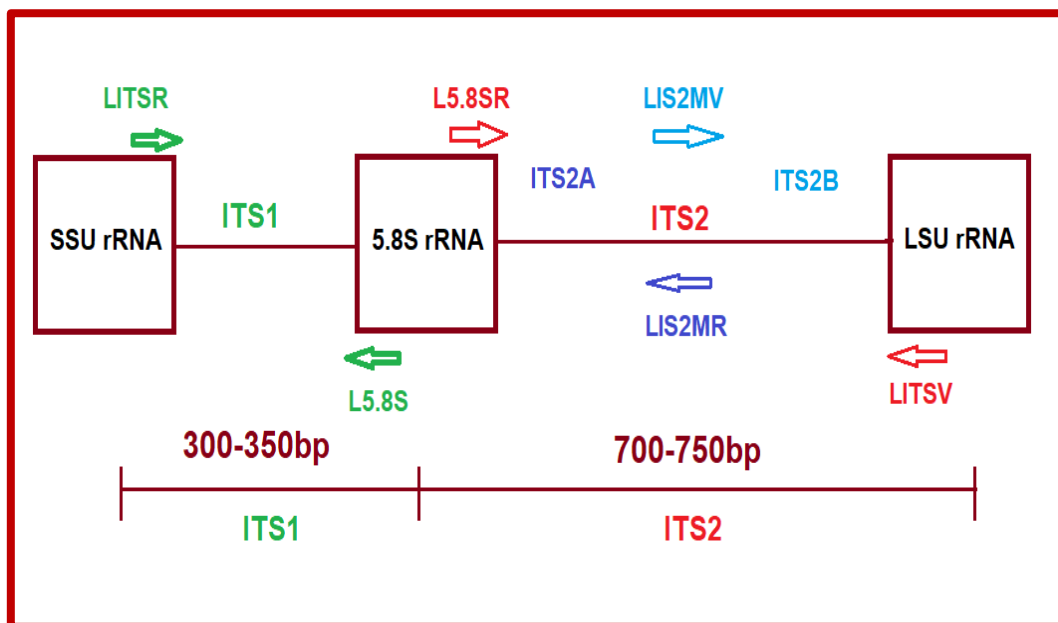 LITSR
L5.8SR
LIS2MV
ITS2A
ITS2B
SSU rRNA
ITS1
5.8S rRNA
ITS2
LSU rRNA
LIS2MR
L5.8S
LITSV
300-350bp
700-750bp
ITS1
ITS2